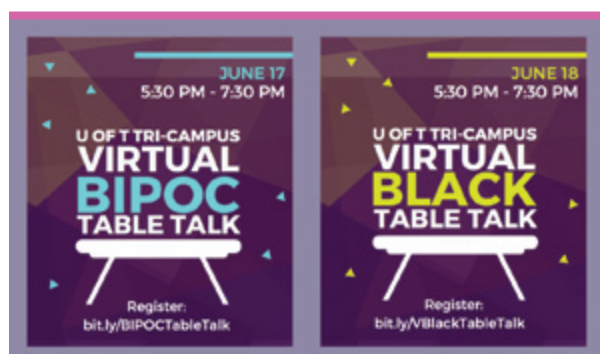 JUNE 17
5:30 PM - 7:30 PM
U OF T TRI-CAMPUS
VIRTUAL
BIPOC
TABLE TALK
Register:
bit.ly/BIPOCTableTalk
JUNE 18
5:30 PM - 7:30 PM
U OF T TRI-CAMPUS
VIRTUAL
BLACK
TABLE TALK
Register:
bit.ly/VBlackTableTalk